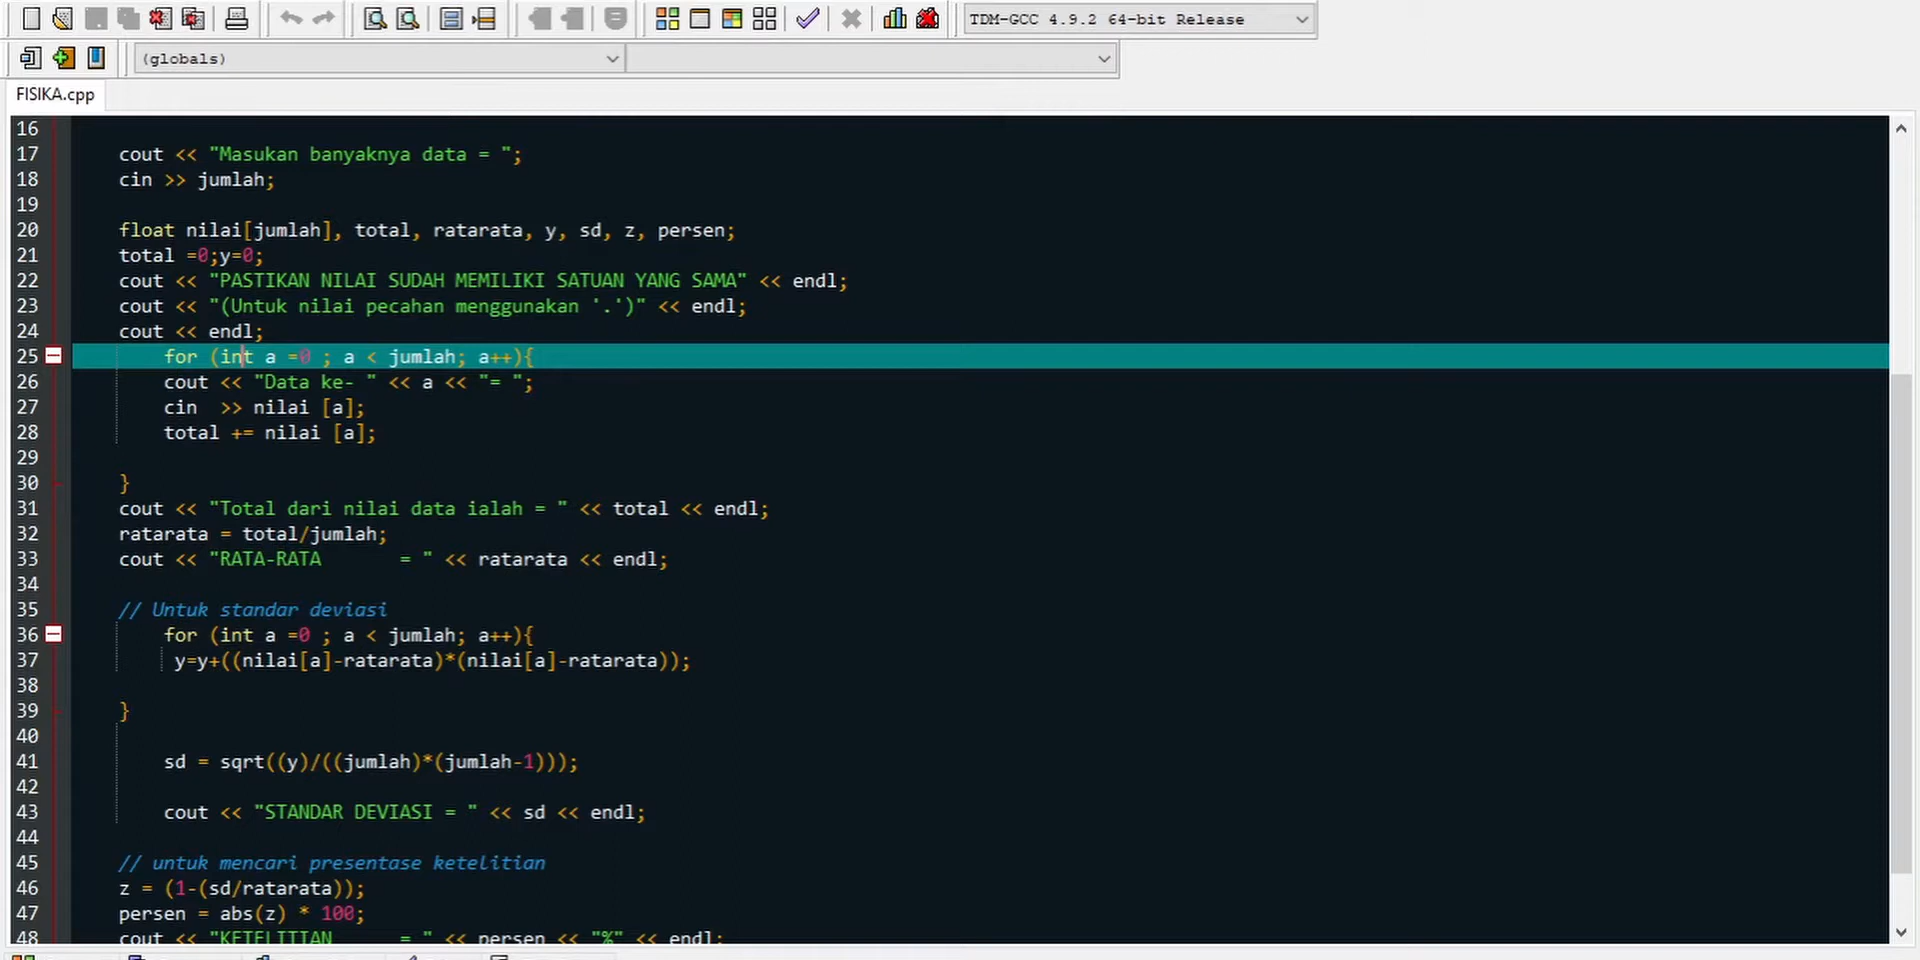 TDM-GCC 4.9.2 64-bit Release
(globals)
FISIKA.cpp
16
17 cout << "Masukan banyaknya data = ";
18 cin >> jumlah;
19
20 float nilai[jumlah], total, ratarata, y, sd, z, persen;
21 total =0;y=0;
22 cout << "PASTIKAN NILAI SUDAH MEMILIKI SATUAN YANG SAMA" << endl;
23 cout << "(Untuk nilai pecahan menggunakan '.')" << endl;
24 cout << endl;
25 for (int a =0 ; a < jumlah; a++){
26 cout << "Data ke- " << a << "= ";
27 cin  >> nilai [a];
28 total += nilai [a];
29
30 }
31 cout << "Total dari nilai data ialah = " << total << endl;
32 ratarata = total/jumlah;
33 cout << "RATA-RATA       = " << ratarata << endl;
34
35 // Untuk standar deviasi
36 for (int a =0 ; a < jumlah; a++){
37 y=y+((nilai[a]-ratarata)*(nilai[a]-ratarata));
38
39 }
40
41 sd = sqrt((y)/((jumlah)*(jumlah-1)));
42
43 cout << "STANDAR DEVIASI = " << sd << endl;
44
45 // untuk mencari presentase ketelitian
46 z = (1-(sd/ratarata));
47 persen = abs(z) * 100;
48 cout << "KETELITIAN      = " << persen << "%" << endl;